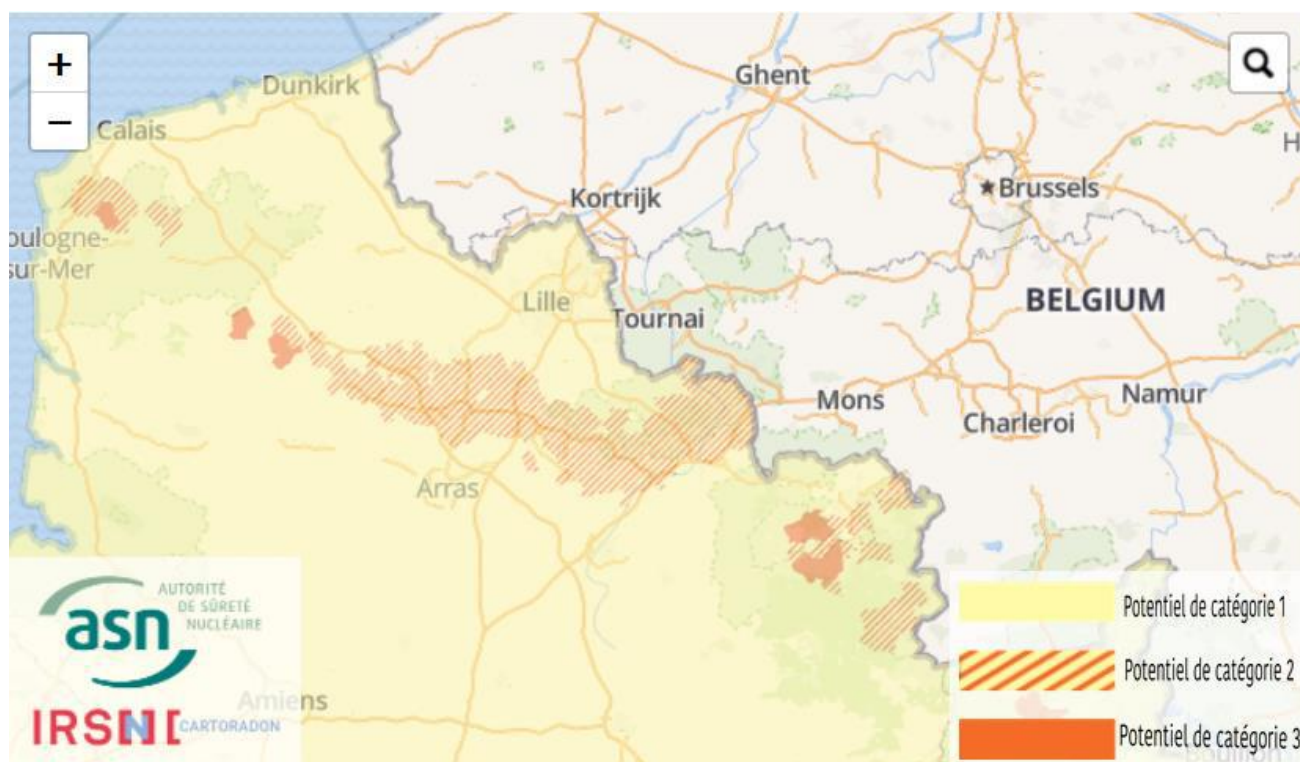 +
−
Dunkirk
Calais
Ghent
Kortrijk
Brussels
oulogne-
sur-Mer
Lille
Tournai
BELGIUM
Mons
Namur
Charleroi
Arras
Amiens
asn
AUTORITÉ
DE SÛRETÉ
NUCLÉAIRE
IRSN
CARTORADON
Potentiel de catégorie 1
Potentiel de catégorie 2
Potentiel de catégorie 3
H